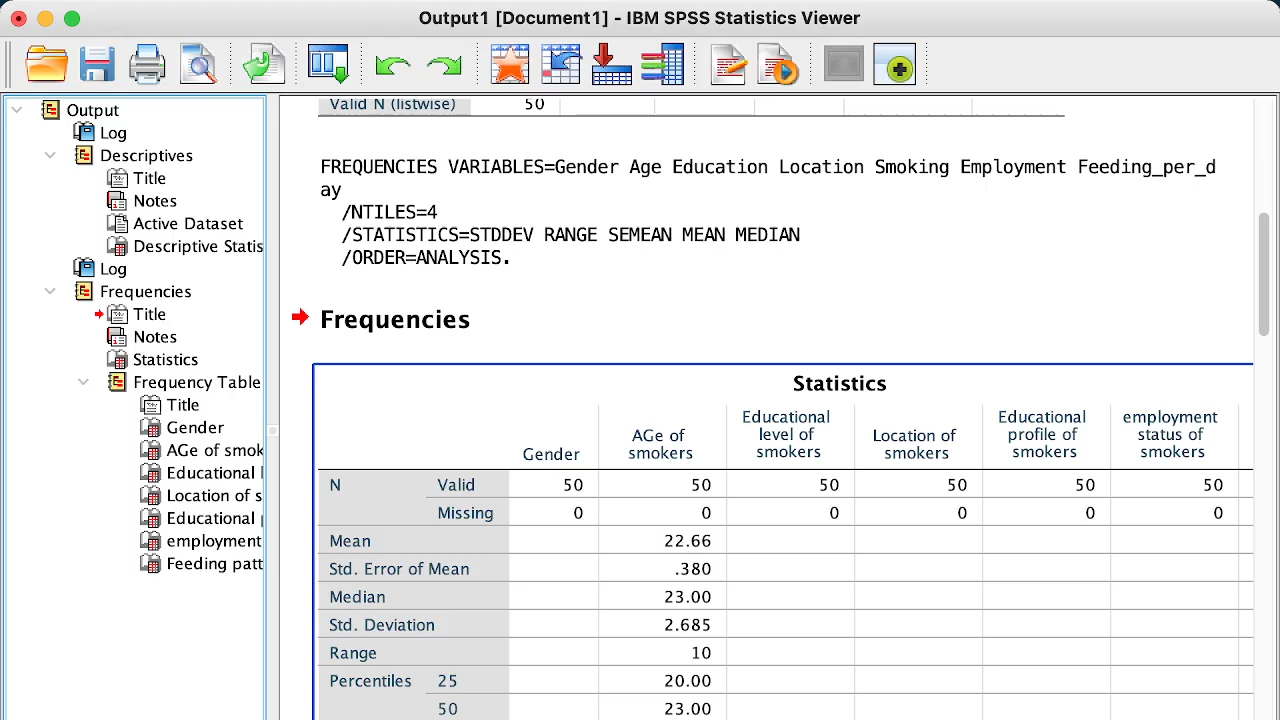 Output1 [Document1] - IBM SPSS Statistics Viewer
Output
Log
Descriptives
Title
Notes
Active Dataset
Descriptive Statis
Log
Frequencies
Title
Notes
Statistics
Frequency Table
Title
Gender
AGe of smok
Educational l
Location of s
Educational p
employment
Feeding patt
Valid N (listwise) 50
FREQUENCIES VARIABLES=Gender Age Education Location Smoking Employment Feeding_per_d
ay
/NTILES=4
/STATISTICS=STDDEV RANGE SEMEAN MEAN MEDIAN
/ORDER=ANALYSIS.
Frequencies
Statistics
Gender
AGe of
smokers
Educational
level of
smokers
Location of
smokers
Educational
profile of
smokers
employment
status of
smokers
N Valid 50 50 50 50 50 50
Missing 0 0 0 0 0 0
Mean 22.66
Std. Error of Mean .380
Median 23.00
Std. Deviation 2.685
Range 10
Percentiles 25 20.00
50 23.00